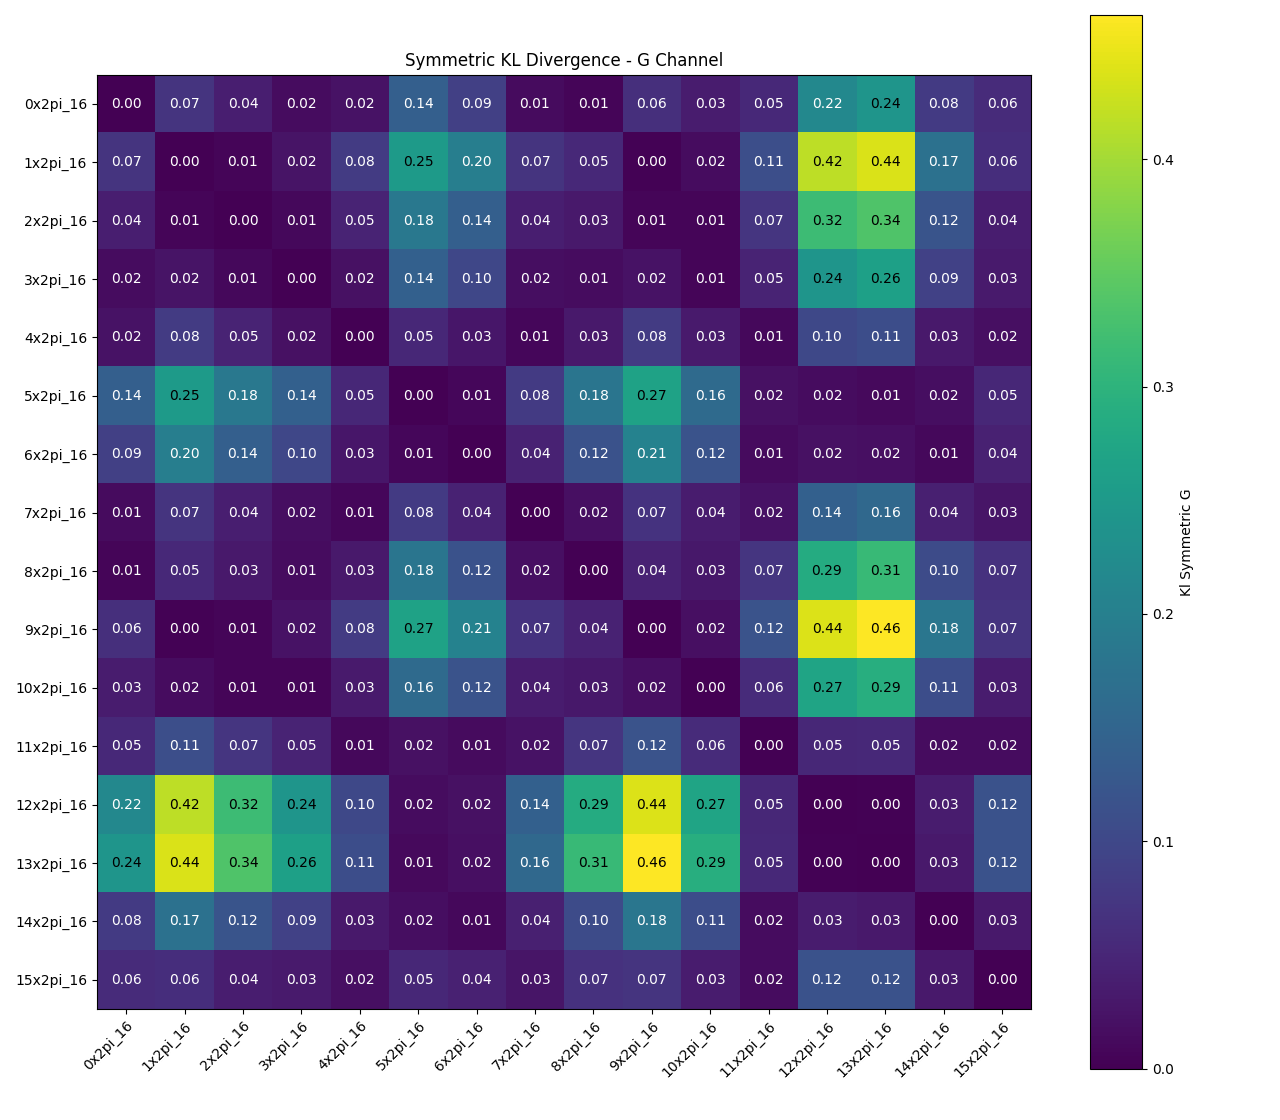 Symmetric KL Divergence - G Channel
0x2pi_16 0.00 0.07 0.04 0.02 0.02 0.14 0.09 0.01 0.01 0.06 0.03 0.05 0.22 0.24 0.08 0.06
1x2pi_16 0.07 0.00 0.01 0.02 0.08 0.25 0.20 0.07 0.05 0.00 0.02 0.11 0.42 0.44 0.17 0.06
2x2pi_16 0.04 0.01 0.00 0.01 0.05 0.18 0.14 0.04 0.03 0.01 0.01 0.07 0.32 0.34 0.12 0.04
3x2pi_16 0.02 0.02 0.01 0.00 0.02 0.14 0.10 0.02 0.01 0.02 0.01 0.05 0.24 0.26 0.09 0.03
4x2pi_16 0.02 0.08 0.05 0.02 0.00 0.05 0.03 0.01 0.03 0.08 0.03 0.01 0.10 0.11 0.03 0.02
5x2pi_16 0.14 0.25 0.18 0.14 0.05 0.00 0.01 0.08 0.18 0.27 0.16 0.02 0.02 0.01 0.02 0.05
6x2pi_16 0.09 0.20 0.14 0.10 0.03 0.01 0.00 0.04 0.12 0.21 0.12 0.01 0.02 0.02 0.01 0.04
7x2pi_16 0.01 0.07 0.04 0.02 0.01 0.08 0.04 0.00 0.02 0.07 0.04 0.02 0.14 0.16 0.04 0.03
8x2pi_16 0.01 0.05 0.03 0.01 0.03 0.18 0.12 0.02 0.00 0.04 0.03 0.07 0.29 0.31 0.10 0.07
9x2pi_16 0.06 0.00 0.01 0.02 0.08 0.27 0.21 0.07 0.04 0.00 0.02 0.12 0.44 0.46 0.18 0.07
10x2pi_16 0.03 0.02 0.01 0.01 0.03 0.16 0.12 0.04 0.03 0.02 0.00 0.06 0.27 0.29 0.11 0.03
11x2pi_16 0.05 0.11 0.07 0.05 0.01 0.02 0.01 0.02 0.07 0.12 0.06 0.00 0.05 0.05 0.02 0.02
12x2pi_16 0.22 0.42 0.32 0.24 0.10 0.02 0.02 0.14 0.29 0.44 0.27 0.05 0.00 0.00 0.03 0.12
13x2pi_16 0.24 0.44 0.34 0.26 0.11 0.01 0.02 0.16 0.31 0.46 0.29 0.05 0.00 0.00 0.03 0.12
14x2pi_16 0.08 0.17 0.12 0.09 0.03 0.02 0.01 0.04 0.10 0.18 0.11 0.02 0.03 0.03 0.00 0.03
15x2pi_16 0.06 0.06 0.04 0.03 0.02 0.05 0.04 0.03 0.07 0.07 0.03 0.02 0.12 0.12 0.03 0.00
0x2pi_16 1x2pi_16 2x2pi_16 3x2pi_16 4x2pi_16 5x2pi_16 6x2pi_16 7x2pi_16 8x2pi_16 9x2pi_16 10x2pi_16 11x2pi_16 12x2pi_16 13x2pi_16 14x2pi_16 15x2pi_16
0.4
0.3
0.2
0.1
0.0
Kl Symmetric G